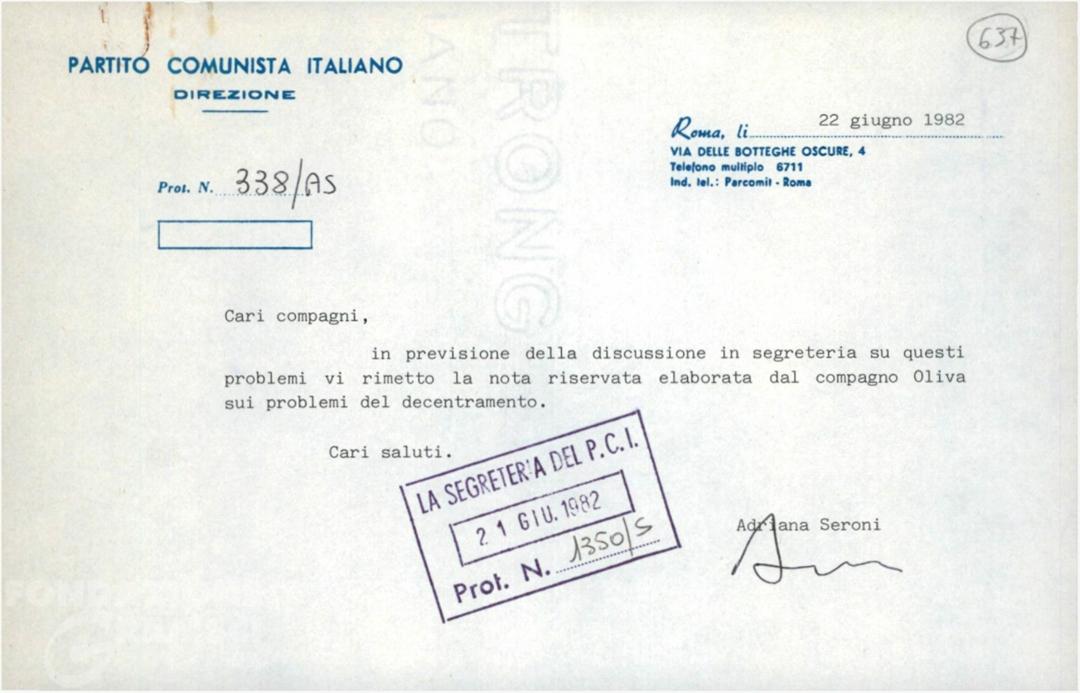 637
PARTITO COMUNISTA ITALIANO
DIREZIONE
Roma, li 22 giugno 1982
VIA DELLE BOTTEGHE OSCURE, 4
Telefono multiplo 6711
Ind. tel.: Parcomit - Roma
Prot. N. 338/AS
Cari compagni,
in previsione della discussione in segreteria su questi
problemi vi rimetto la nota riservata elaborata dal compagno Oliva
sui problemi del decentramento.
Cari saluti.
LA SEGRETERIA DEL P.C.I.
21 GIU. 1982
Prot. N. 1350/S
Adriana Seroni